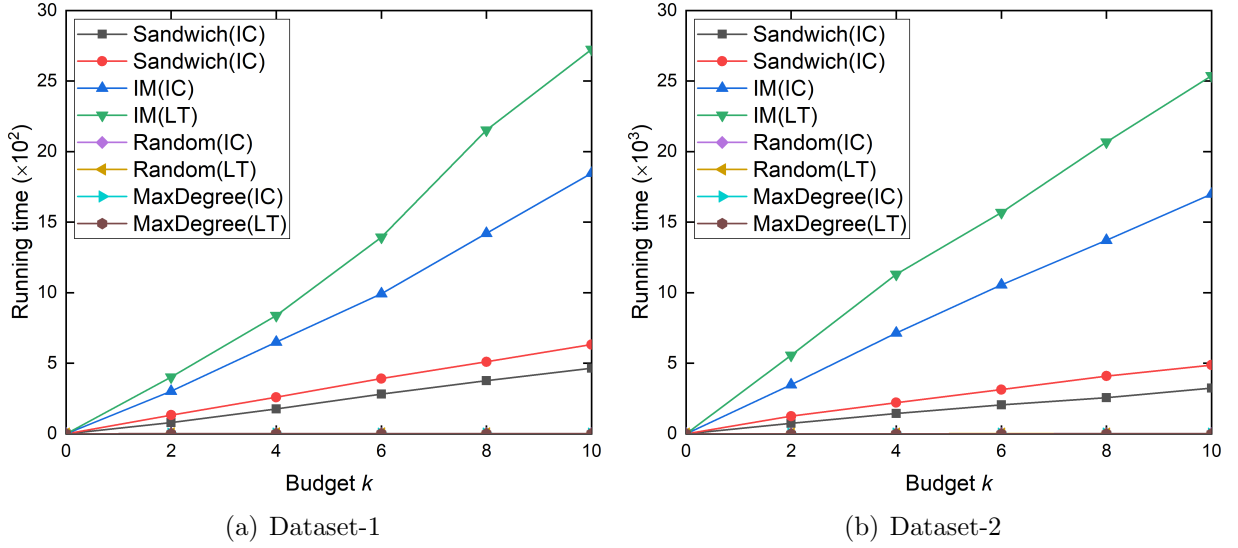 30
25
20
15
10
5
0
Running time (×10²)
Sandwich(IC)
Sandwich(IC)
IM(IC)
IM(LT)
Random(IC)
Random(LT)
MaxDegree(IC)
MaxDegree(LT)
0 2 4 6 8 10
Budget k
(a) Dataset-1
30
25
20
15
10
5
0
Running time (×10³)
Sandwich(IC)
Sandwich(IC)
IM(IC)
IM(LT)
Random(IC)
Random(LT)
MaxDegree(IC)
MaxDegree(LT)
0 2 4 6 8 10
Budget k
(b) Dataset-2